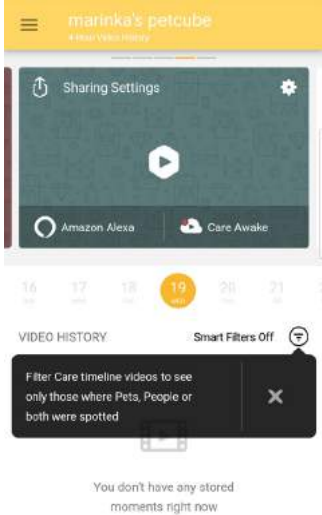 marinka's petcube
4-Hour Video History
Sharing Settings
Amazon Alexa
Care Awake
16 17 18 19 20 21
WED
VIDEO HISTORY
Smart Filters Off
Filter Care timeline videos to see
only those where Pets, People or
both were spotted
You don't have any stored
moments right now